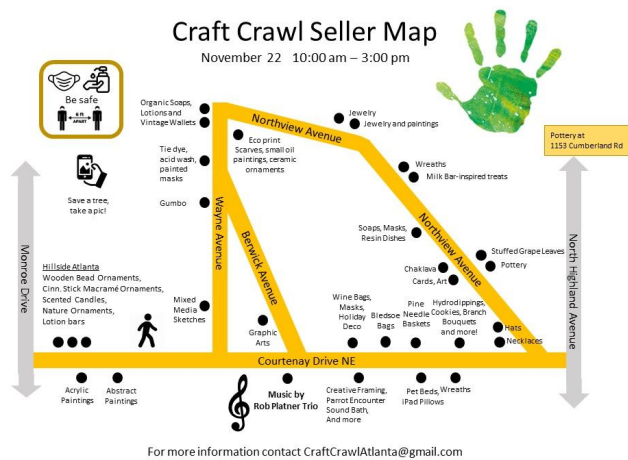 Craft Crawl Seller Map
November 22   10:00 am – 3:00 pm
Be safe
6 ft
APART
Save a tree,
take a pic!
Organic Soaps,
Lotions and
Vintage Wallets
Tie dye,
acid wash,
painted
masks
Gumbo
Eco print
Scarves, small oil
paintings, ceramic
ornaments
Northview Avenue
Jewelry
Jewelry and paintings
Pottery at
1153 Cumberland Rd
Wreaths
Milk Bar-inspired treats
Soaps, Masks,
Resin Dishes
Northview Avenue
Stuffed Grape Leaves
Pottery
Chaklava
Cards, Art
Monroe Drive
Wayne Avenue
Berwick Avenue
North Highland Avenue
Hillside Atlanta
Wooden Bead Ornaments,
Cinn. Stick Macramé Ornaments,
Scented Candles,
Nature Ornaments,
Lotion bars
Mixed
Media
Sketches
Graphic
Arts
Wine Bags,
Masks,
Holiday
Deco
Bledsoe
Bags
Pine
Needle
Baskets
Hydrodippings,
Cookies, Branch
Bouquets
and more!
Hats
Necklaces
Courtenay Drive NE
Acrylic
Paintings
Abstract
Paintings
Music by
Rob Platner Trio
Creative Framing,
Parrot Encounter
Sound Bath,
And more
Pet Beds,
iPad Pillows
Wreaths
For more information contact CraftCrawlAtlanta@gmail.com